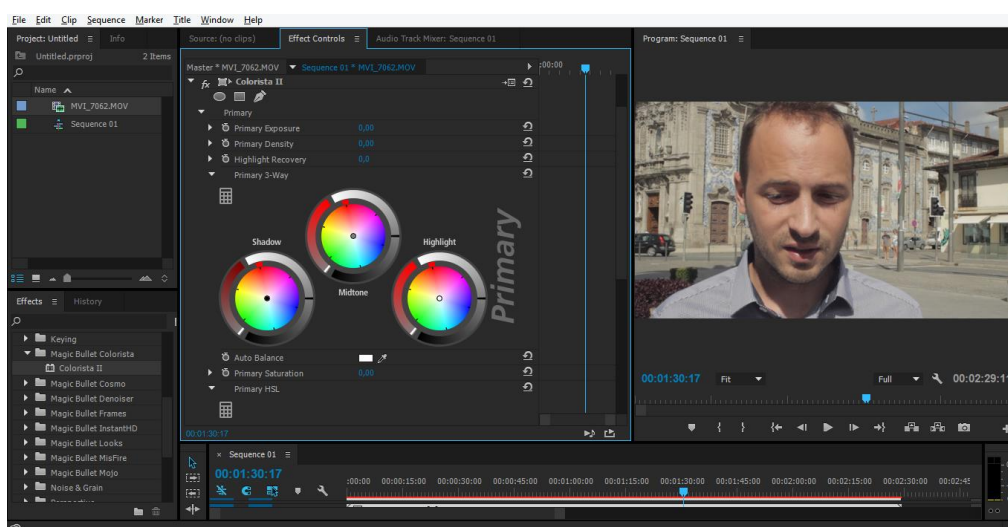 File Edit Clip Sequence Marker Title Window Help
Project: Untitled Info
Untitled.prproj 2 Items
Name
MVI_7062.MOV
Sequence 01
Effects History
Keying
Magic Bullet Colorista
Colorista II
Magic Bullet Cosmo
Magic Bullet Denoiser
Magic Bullet Frames
Magic Bullet InstantHD
Magic Bullet Looks
Magic Bullet MisFire
Magic Bullet Mojo
Noise & Grain
Source: (no clips) Effect Controls Audio Track Mixer: Sequence 01
Master * MVI_7062.MOV Sequence 01 * MVI_7062.MOV :00:00
fx Colorista II
Primary
Primary Exposure 0,00
Primary Density 0,00
Highlight Recovery 0,0
Primary 3-Way
Shadow
Midtone
Highlight
Primary
Auto Balance
Primary Saturation 0,00
Primary HSL
00:01:30:17
Program: Sequence 01
00:01:30:17 Fit Full 00:02:29:1
× Sequence 01
00:01:30:17
:00:00 00:00:15:00 00:00:30:00 00:00:45:00 00:01:00:00 00:01:15:00 00:01:30:00 00:01:45:00 00:02:00:00 00:02:15:00 00:02:30:00 00:02:45